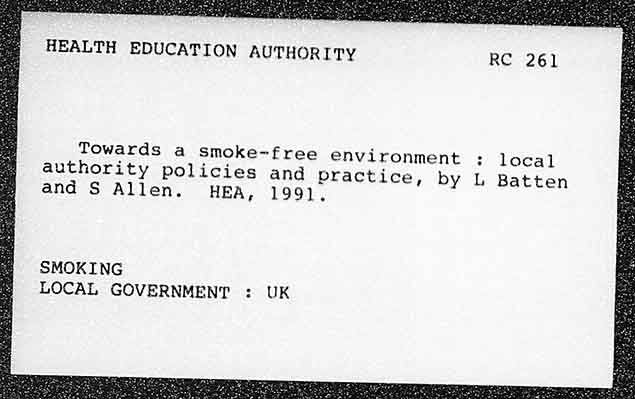 HEALTH EDUCATION AUTHORITY RC 261
Towards a smoke-free environment : local
authority policies and practice, by L Batten
and S Allen. HEA, 1991.
SMOKING
LOCAL GOVERNMENT : UK